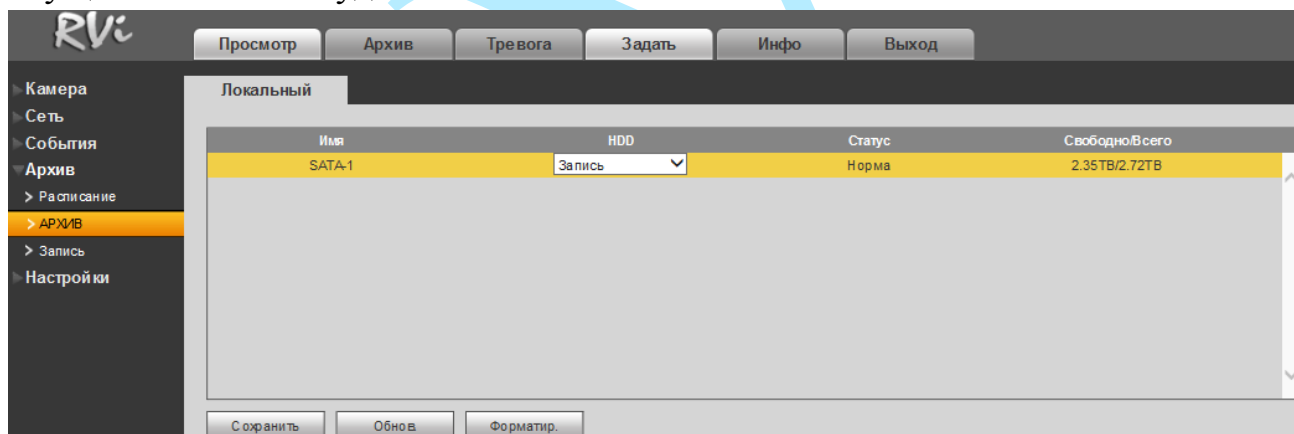 RVi
Просмотр Архив Тревога Задать Инфо Выход
Камера
Сеть
События
Архив
> Расписание
> АРХИВ
> Запись
Настройки
Локальный
Имя HDD Статус Свободно/Всего
SATA-1 Запись Норма 2.35TB/2.72TB
Сохранить Обнов. Форматир.